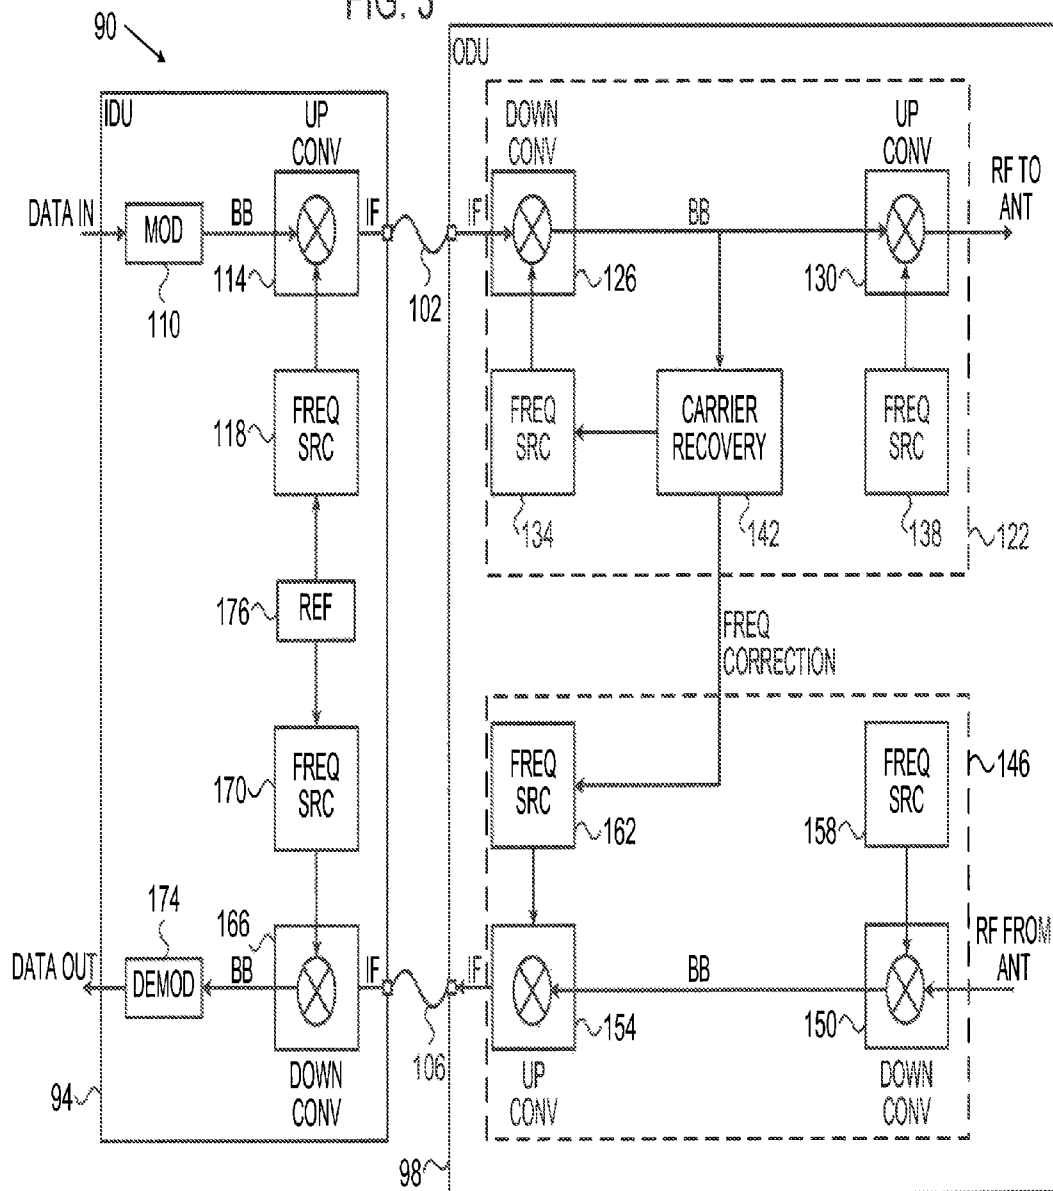 FIG. 3
90
ODU
IDU
UP
CONV
DOWN
CONV
UP
CONV
DATA IN
MOD
BB
IF
IF
BB
RF TO
ANT
110
114
102
126
130
118
FREQ
SRC
FREQ
SRC
CARRIER
RECOVERY
FREQ
SRC
134
142
138
122
176
REF
FREQ
CORRECTION
170
FREQ
SRC
FREQ
SRC
162
158
FREQ
SRC
146
174
166
DATA OUT
DEMOD
BB
IF
IF
BB
RF FROM
ANT
106
154
150
94
DOWN
CONV
UP
CONV
DOWN
CONV
98